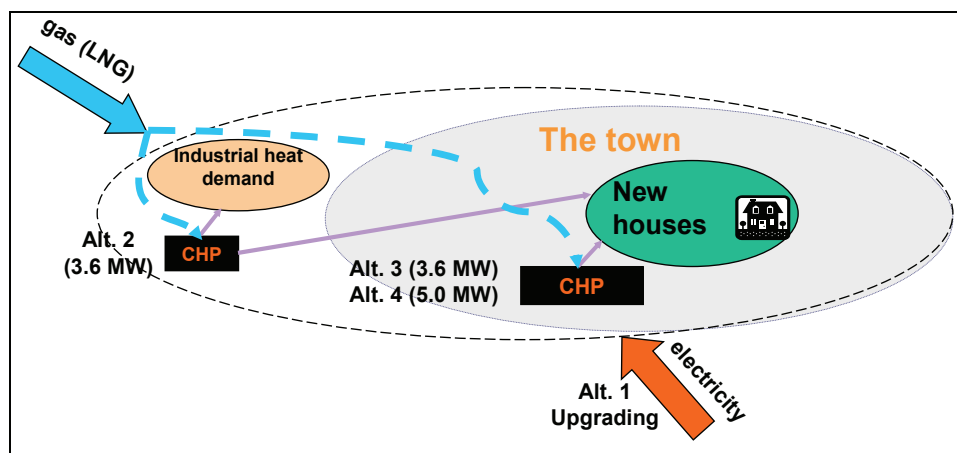 gas (LNG)
The town
Industrial heat
demand
New
houses
Alt. 2
(3.6 MW)
CHP
Alt. 3 (3.6 MW)
Alt. 4 (5.0 MW)
CHP
electricity
Alt. 1
Upgrading